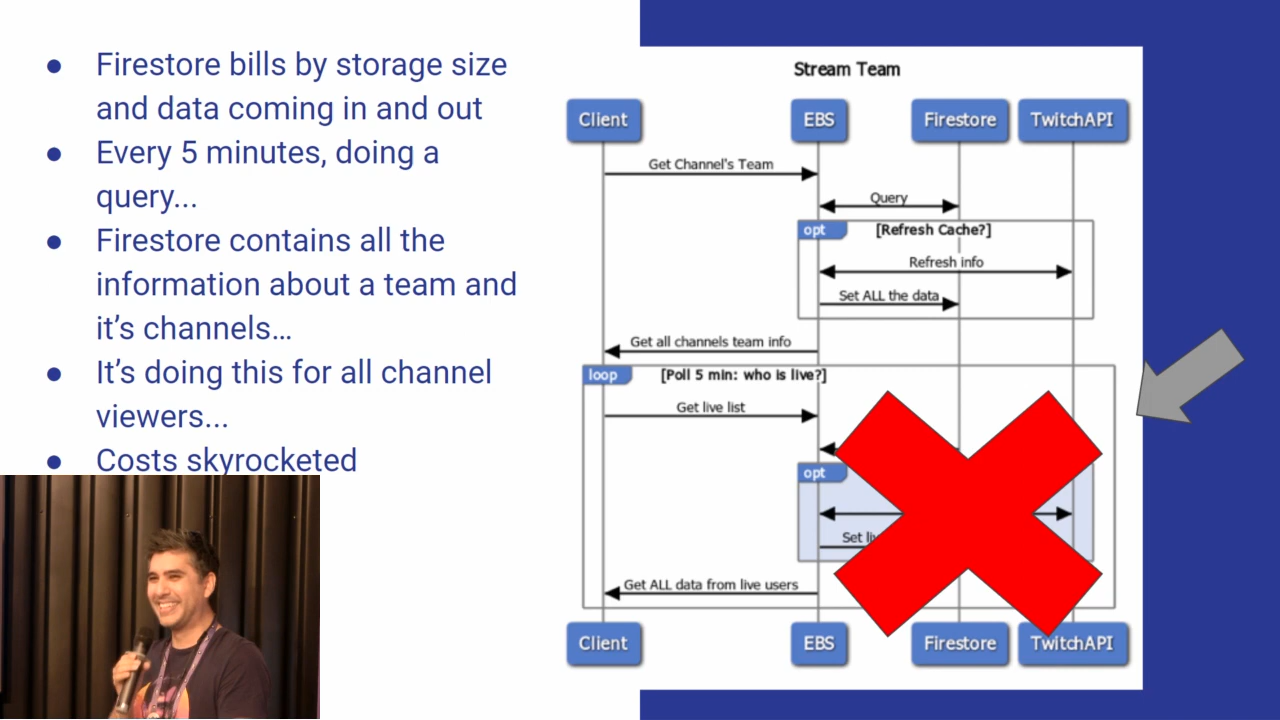 Firestore bills by storage size
and data coming in and out
Every 5 minutes, doing a
query...
Firestore contains all the
information about a team and
it’s channels…
It’s doing this for all channel
viewers...
Costs skyrocketed
Stream Team
Client
EBS
Firestore
TwitchAPI
Get Channel's Team
Query
opt
[Refresh Cache?]
Refresh info
Set ALL the data
Get all channels team info
loop
[Poll 5 min: who is live?]
Get live list
opt
Set
Get ALL data from live users
Client
EBS
Firestore
TwitchAPI